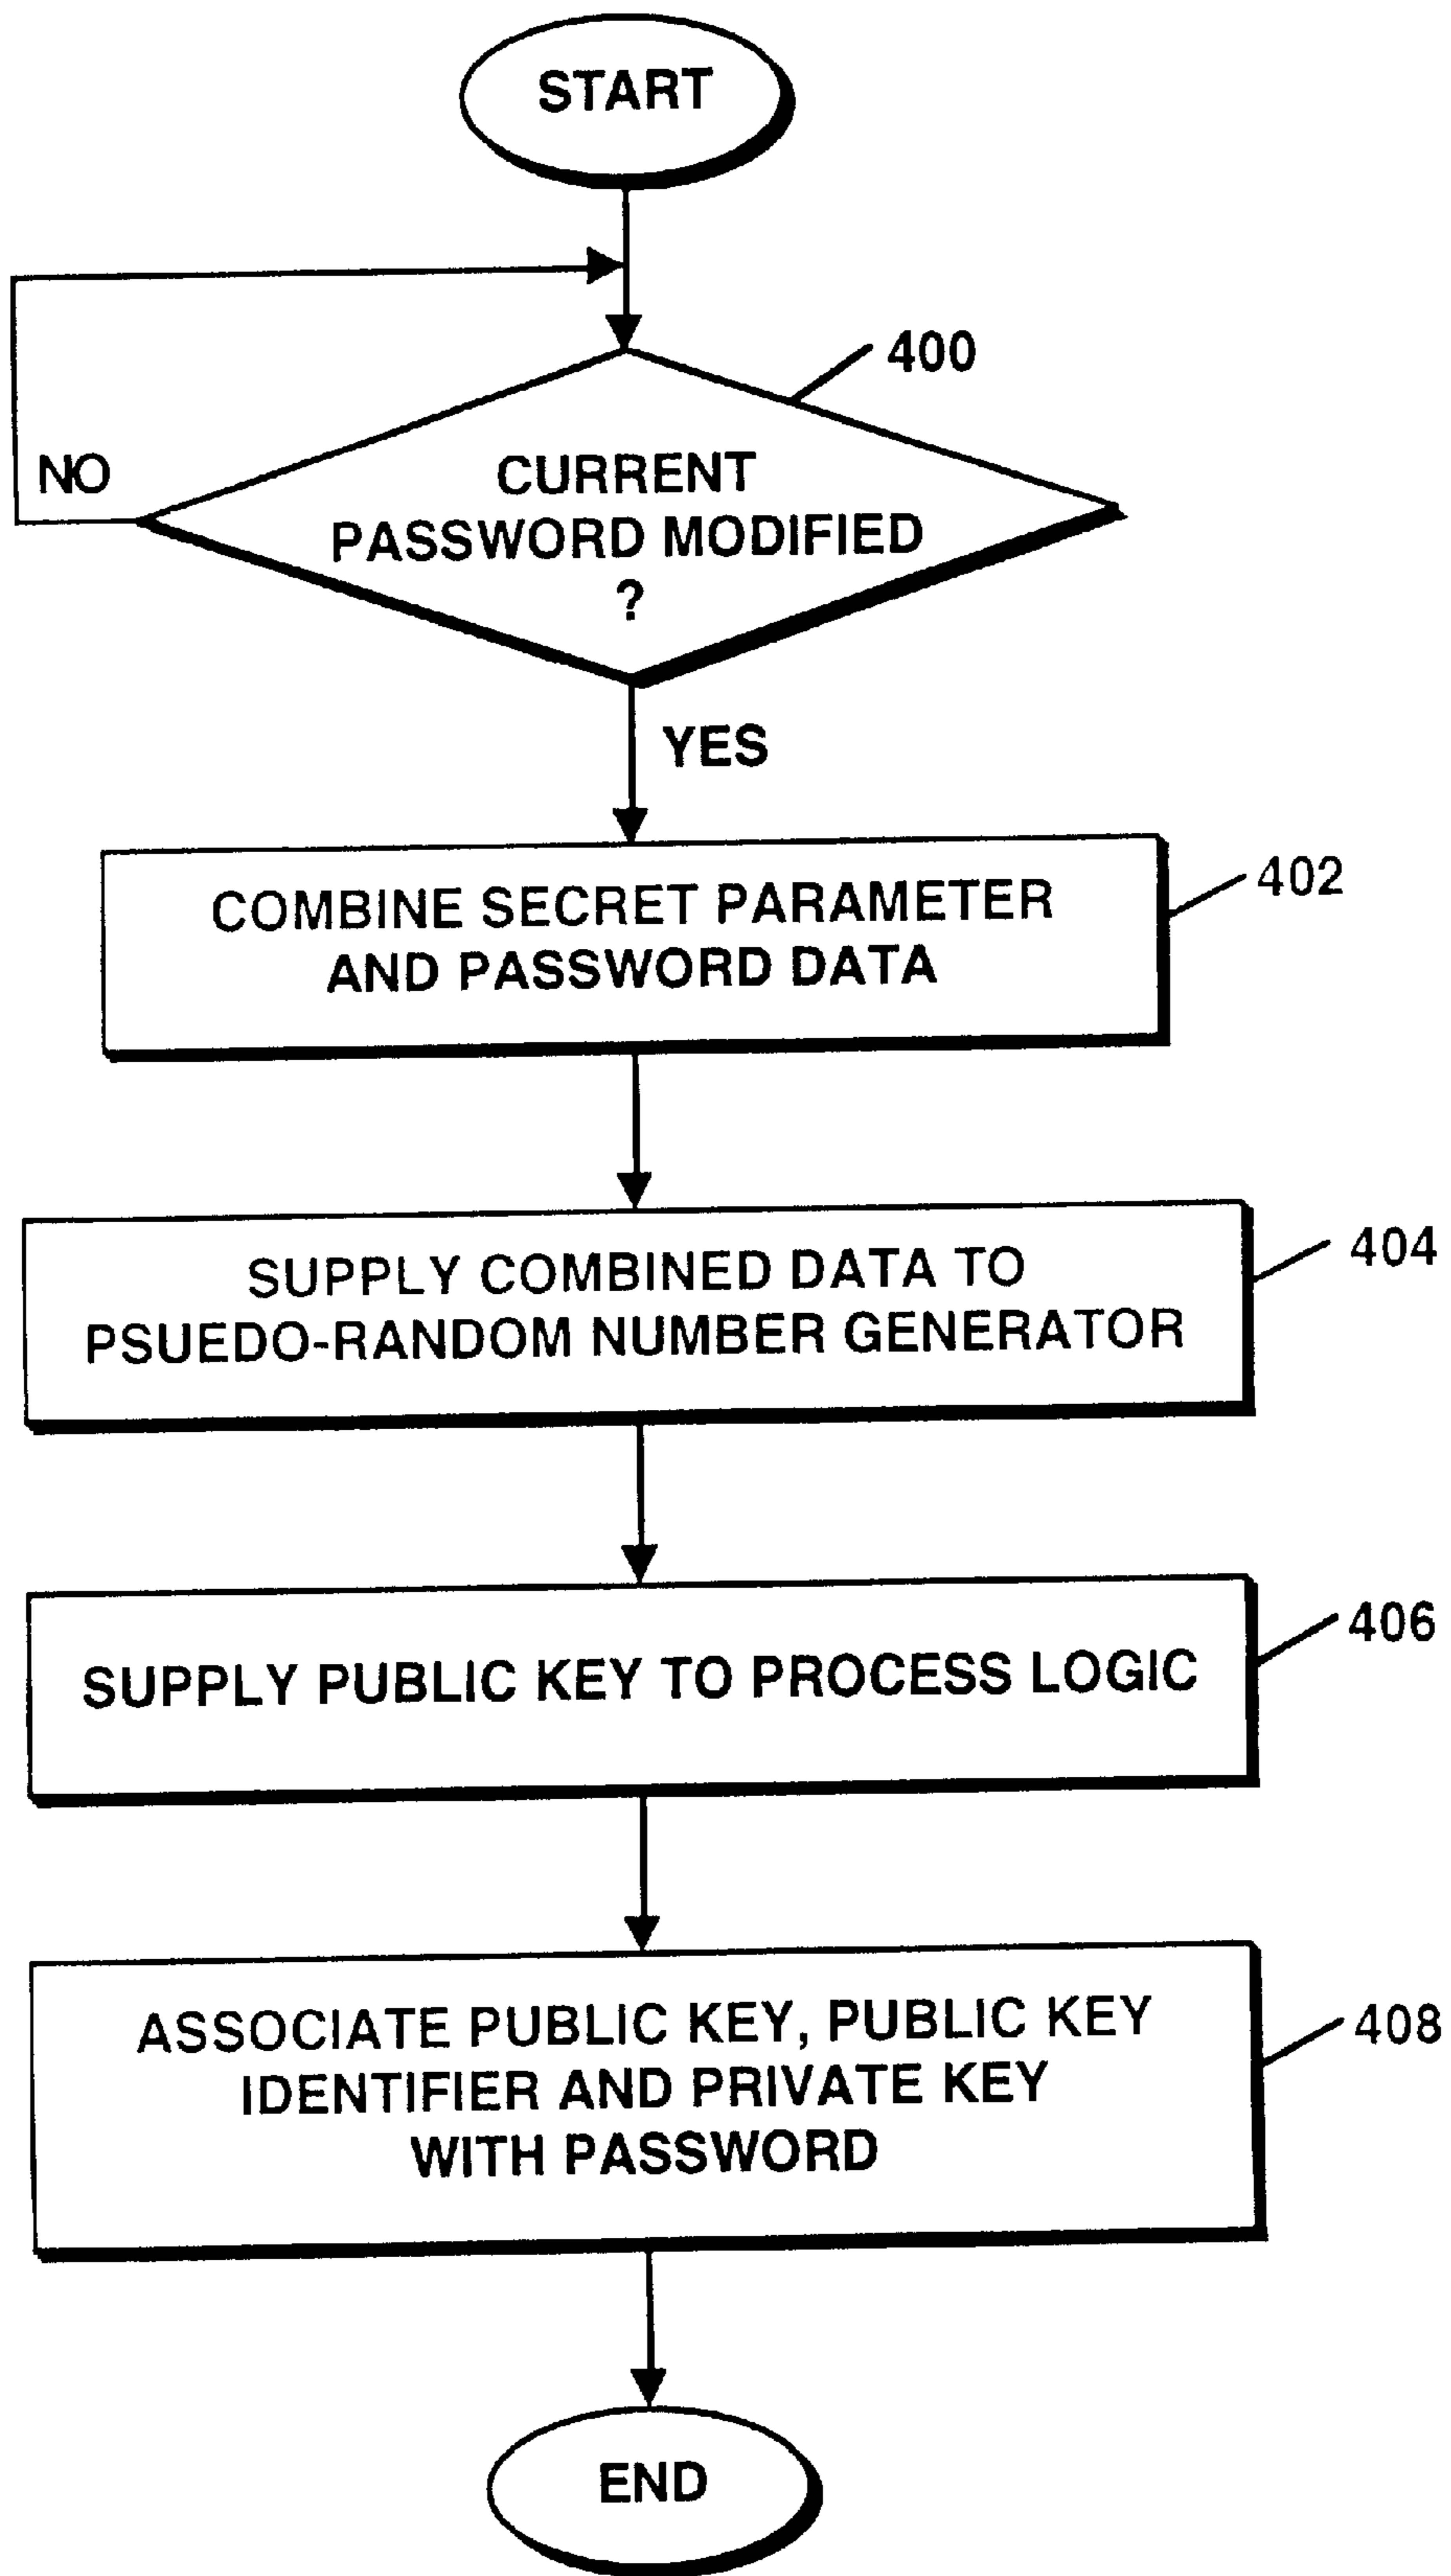 START
400
NO
CURRENT
PASSWORD MODIFIED
?
YES
402
COMBINE SECRET PARAMETER
AND PASSWORD DATA
404
SUPPLY COMBINED DATA TO
PSUEDO-RANDOM NUMBER GENERATOR
406
SUPPLY PUBLIC KEY TO PROCESS LOGIC
408
ASSOCIATE PUBLIC KEY, PUBLIC KEY
IDENTIFIER AND PRIVATE KEY
WITH PASSWORD
END